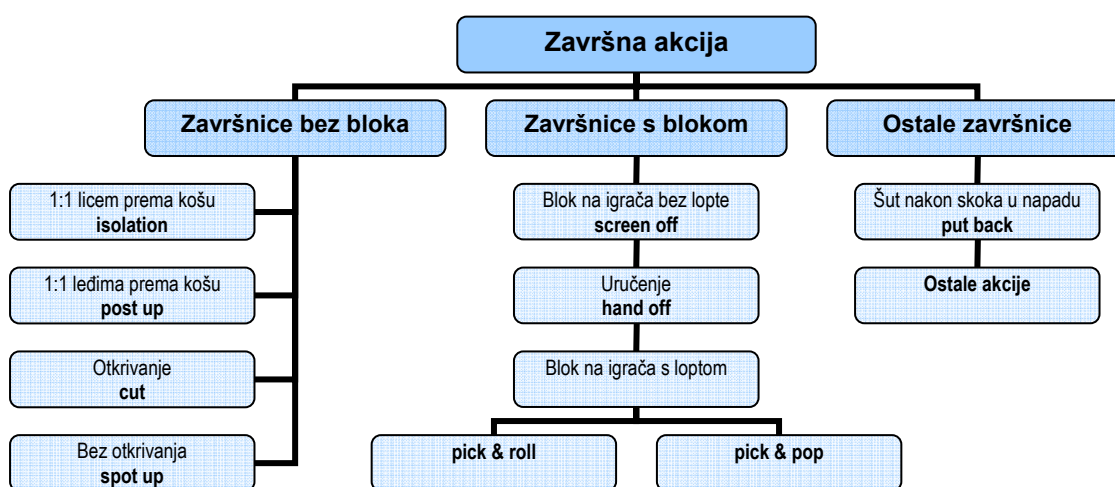 Završna akcija
Završnice bez bloka
Završnice s blokom
Ostale završnice
1:1 licem prema košu
isolation
1:1 leđima prema košu
post up
Otkrivanje
cut
Bez otkrivanja
spot up
Blok na igrača bez lopte
screen off
Uručenje
hand off
Blok na igrača s loptom
pick & roll
pick & pop
Šut nakon skoka u napadu
put back
Ostale akcije